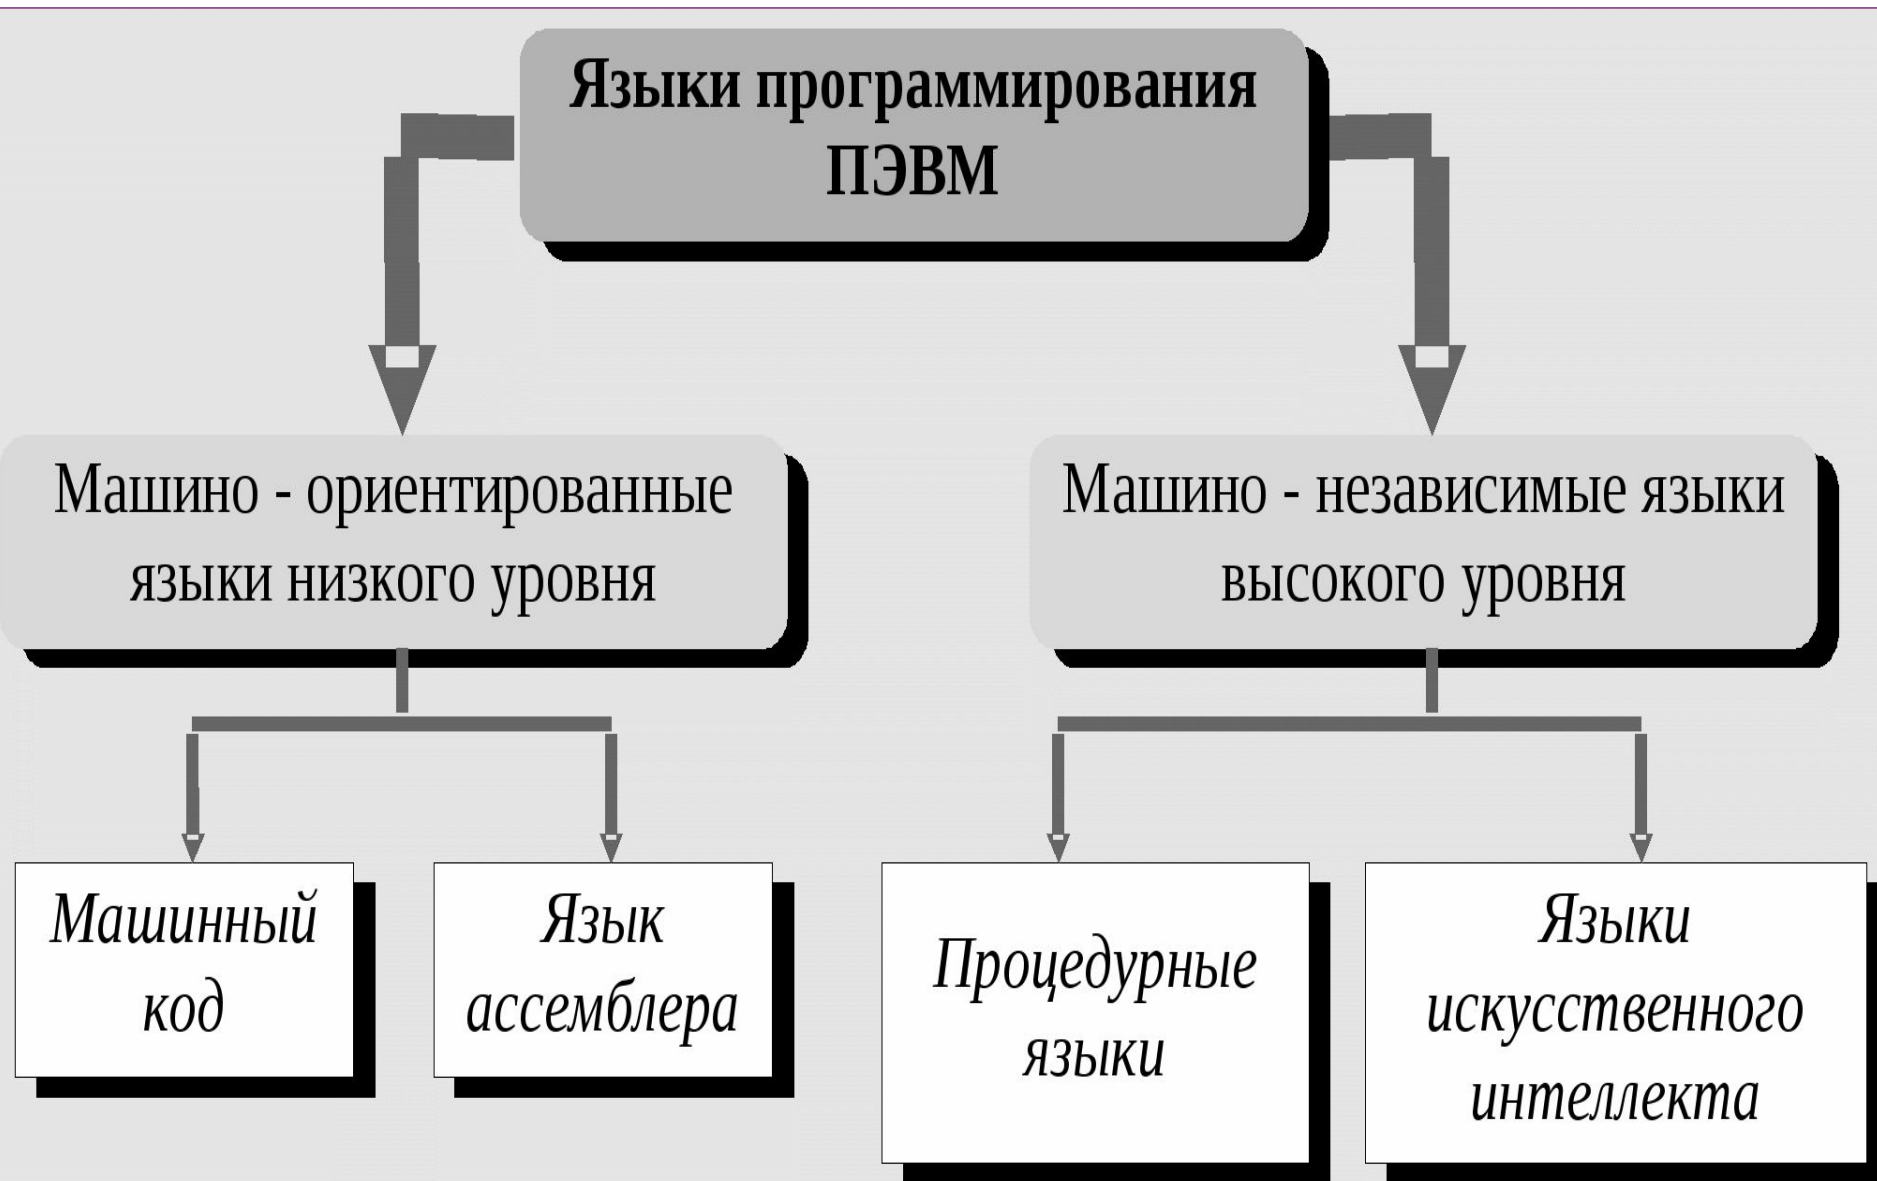 Языки программирования
ПЭВМ
Машино - ориентированные
языки низкого уровня
Машино - независимые языки
высокого уровня
Машинный
код
Язык
ассемблера
Процедурные
языки
Языки
искусственного
интеллекта